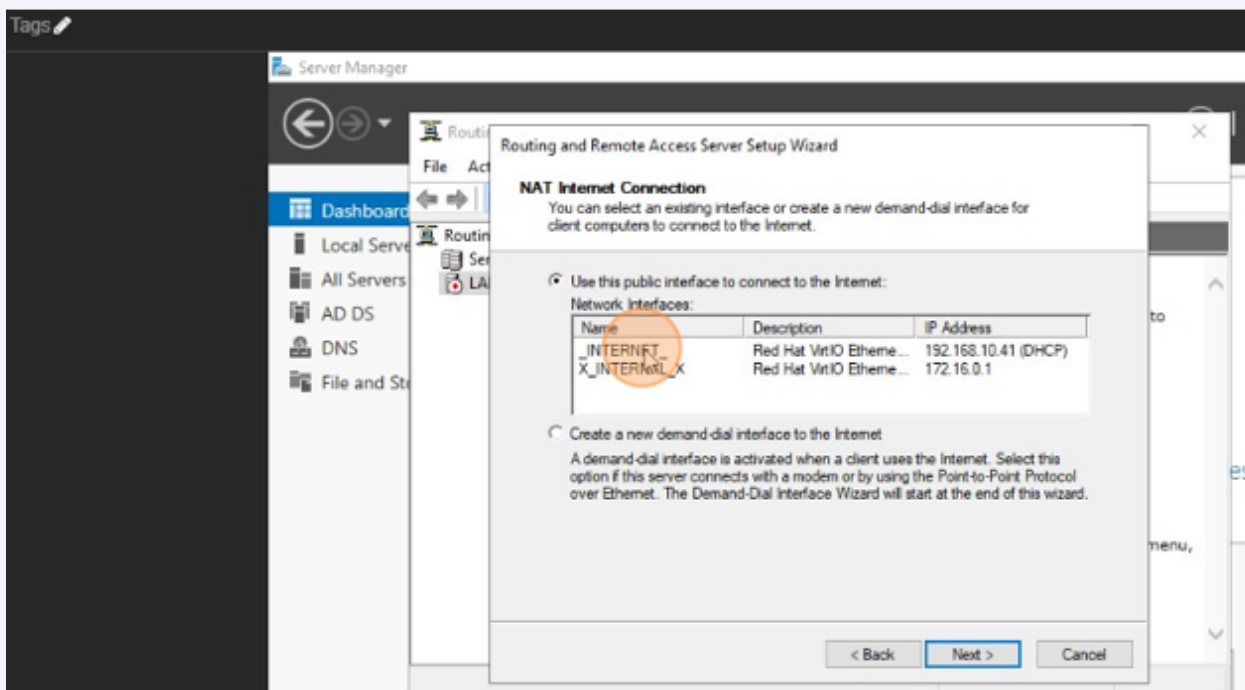 Tags
Server Manager
Routi
File Act
Routin
Ser
LA
Dashboard
Local Serve
All Servers
AD DS
DNS
File and Sto
Routing and Remote Access Server Setup Wizard
NAT Internet Connection
You can select an existing interface or create a new demand-dial interface for
client computers to connect to the Internet.
Use this public interface to connect to the Internet:
Network Interfaces:
Name Description IP Address
_INTERNET_ Red Hat VirtIO Etherne... 192.168.10.41 (DHCP)
X_INTERNAL_X Red Hat VirtIO Etherne... 172.16.0.1
Create a new demand-dial interface to the Internet
A demand-dial interface is activated when a client uses the Internet. Select this
option if this server connects with a modem or by using the Point-to-Point Protocol
over Ethernet. The Demand-Dial Interface Wizard will start at the end of this wizard.
to
es
menu,
< Back Next > Cancel